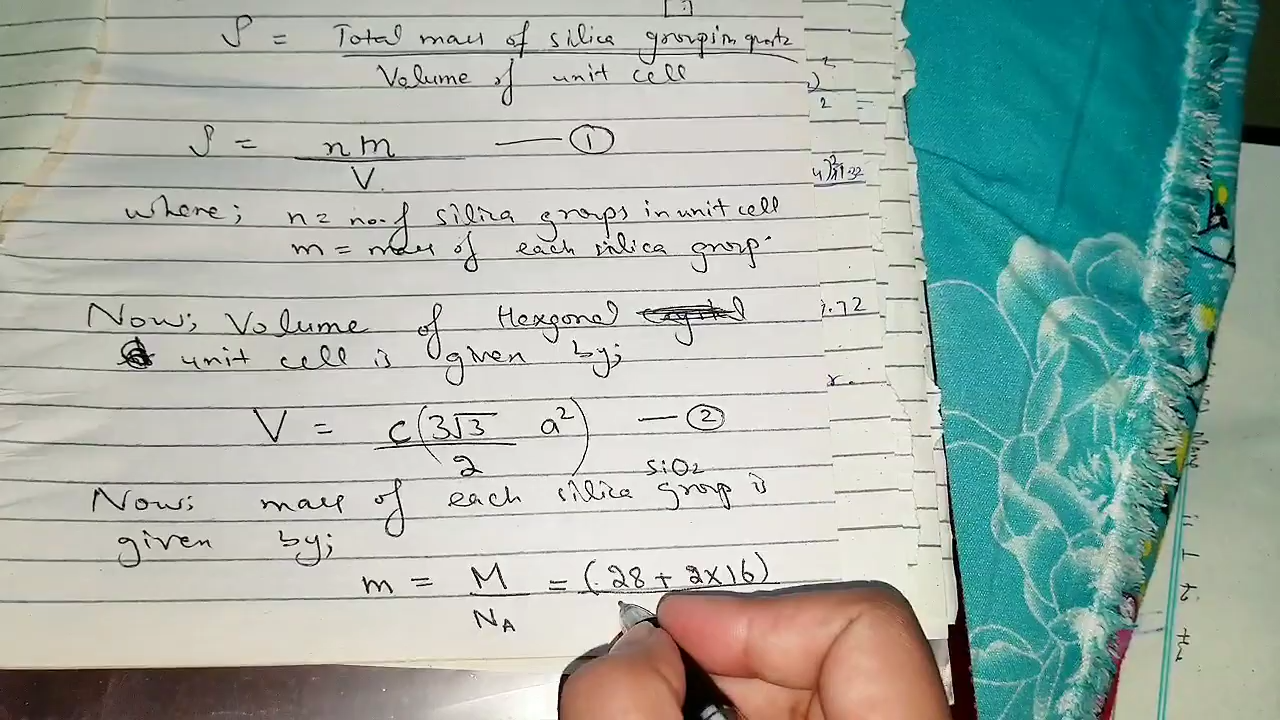 ρ = Total mass of silica group in quartz
Volume of unit cell
ρ = nm / V —— ①
where; n = no. of silica groups in unit cell
m = mass of each silica group.
Now; Volume of Hexgonal
unit cell is given by;
V = c(3√3 / 2 a²) — ②
SiO₂
Now; mass of each silica group is
given by;
m = M / N_A = (28 + 2×16)